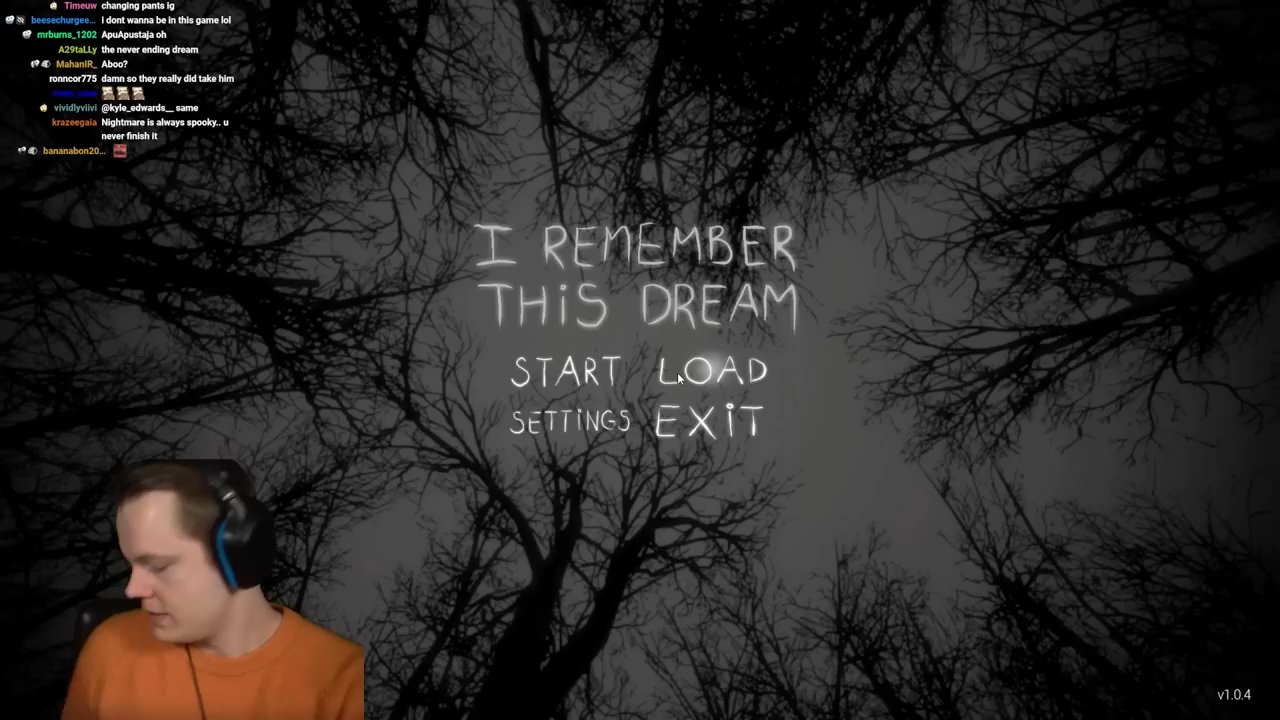 Timeuw changing pants ig
beesechurgee... i dont wanna be in this game lol
mrburns_1202 ApuApustaja oh
A29taLLy the never ending dream
MahanIR_ Aboo?
ronncor775 damn so they really did take him
vividlyviivi @kyle_edwards__ same
krazeegaia Nightmare is always spooky.. u
never finish it
bananabon20...
I REMEMBER
THiS DREAM
START LOAD
SETTiNGS EXiT
v1.0.4